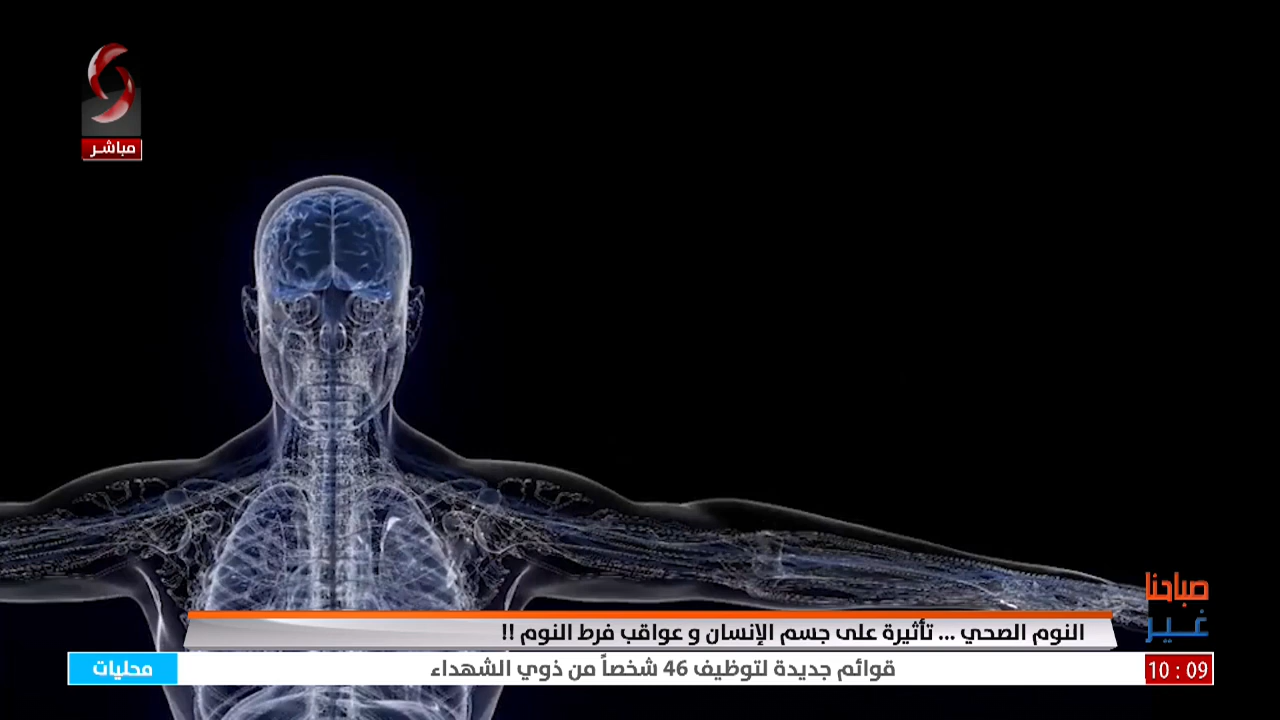 مباشر
صباحنا
غير
النوم الصحي ... تأثيرة على جسم الإنسان و عواقب فرط النوم !!
محليات
قوائم جديدة لتوظيف 46 شخصاً من ذوي الشهداء
10 : 09